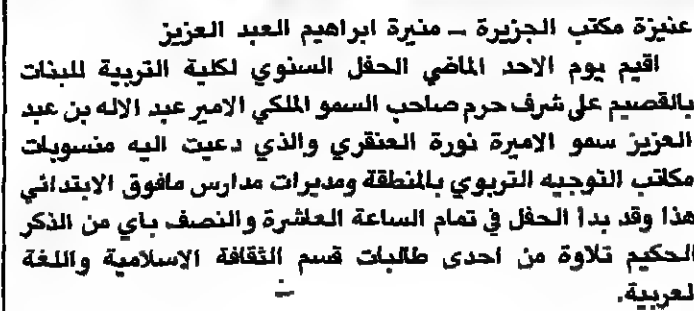 عنيزة مكتب الجزيرة ــ منيرة ابراهيم العبد العزيز
اقيم يوم الاحد الماضي الحفل السنوي لكلية التربية للبنات
بالقصيم على شرف حرم صاحب السمو الملكي الامير عبد الاله بن عبد
العزيز سمو الاميرة نورة العنقري والذي دعيت اليه منسوبات
مكاتب التوجيه التربوي بالمنطقة ومديرات مدارس مافوق الابتدائي
هذا وقد بدأ الحفل في تمام الساعة العاشرة والنصف باي من الذكر
الحكيم تلاوة من احدى طالبات قسم الثقافة الاسلامية واللغة
لعربية.